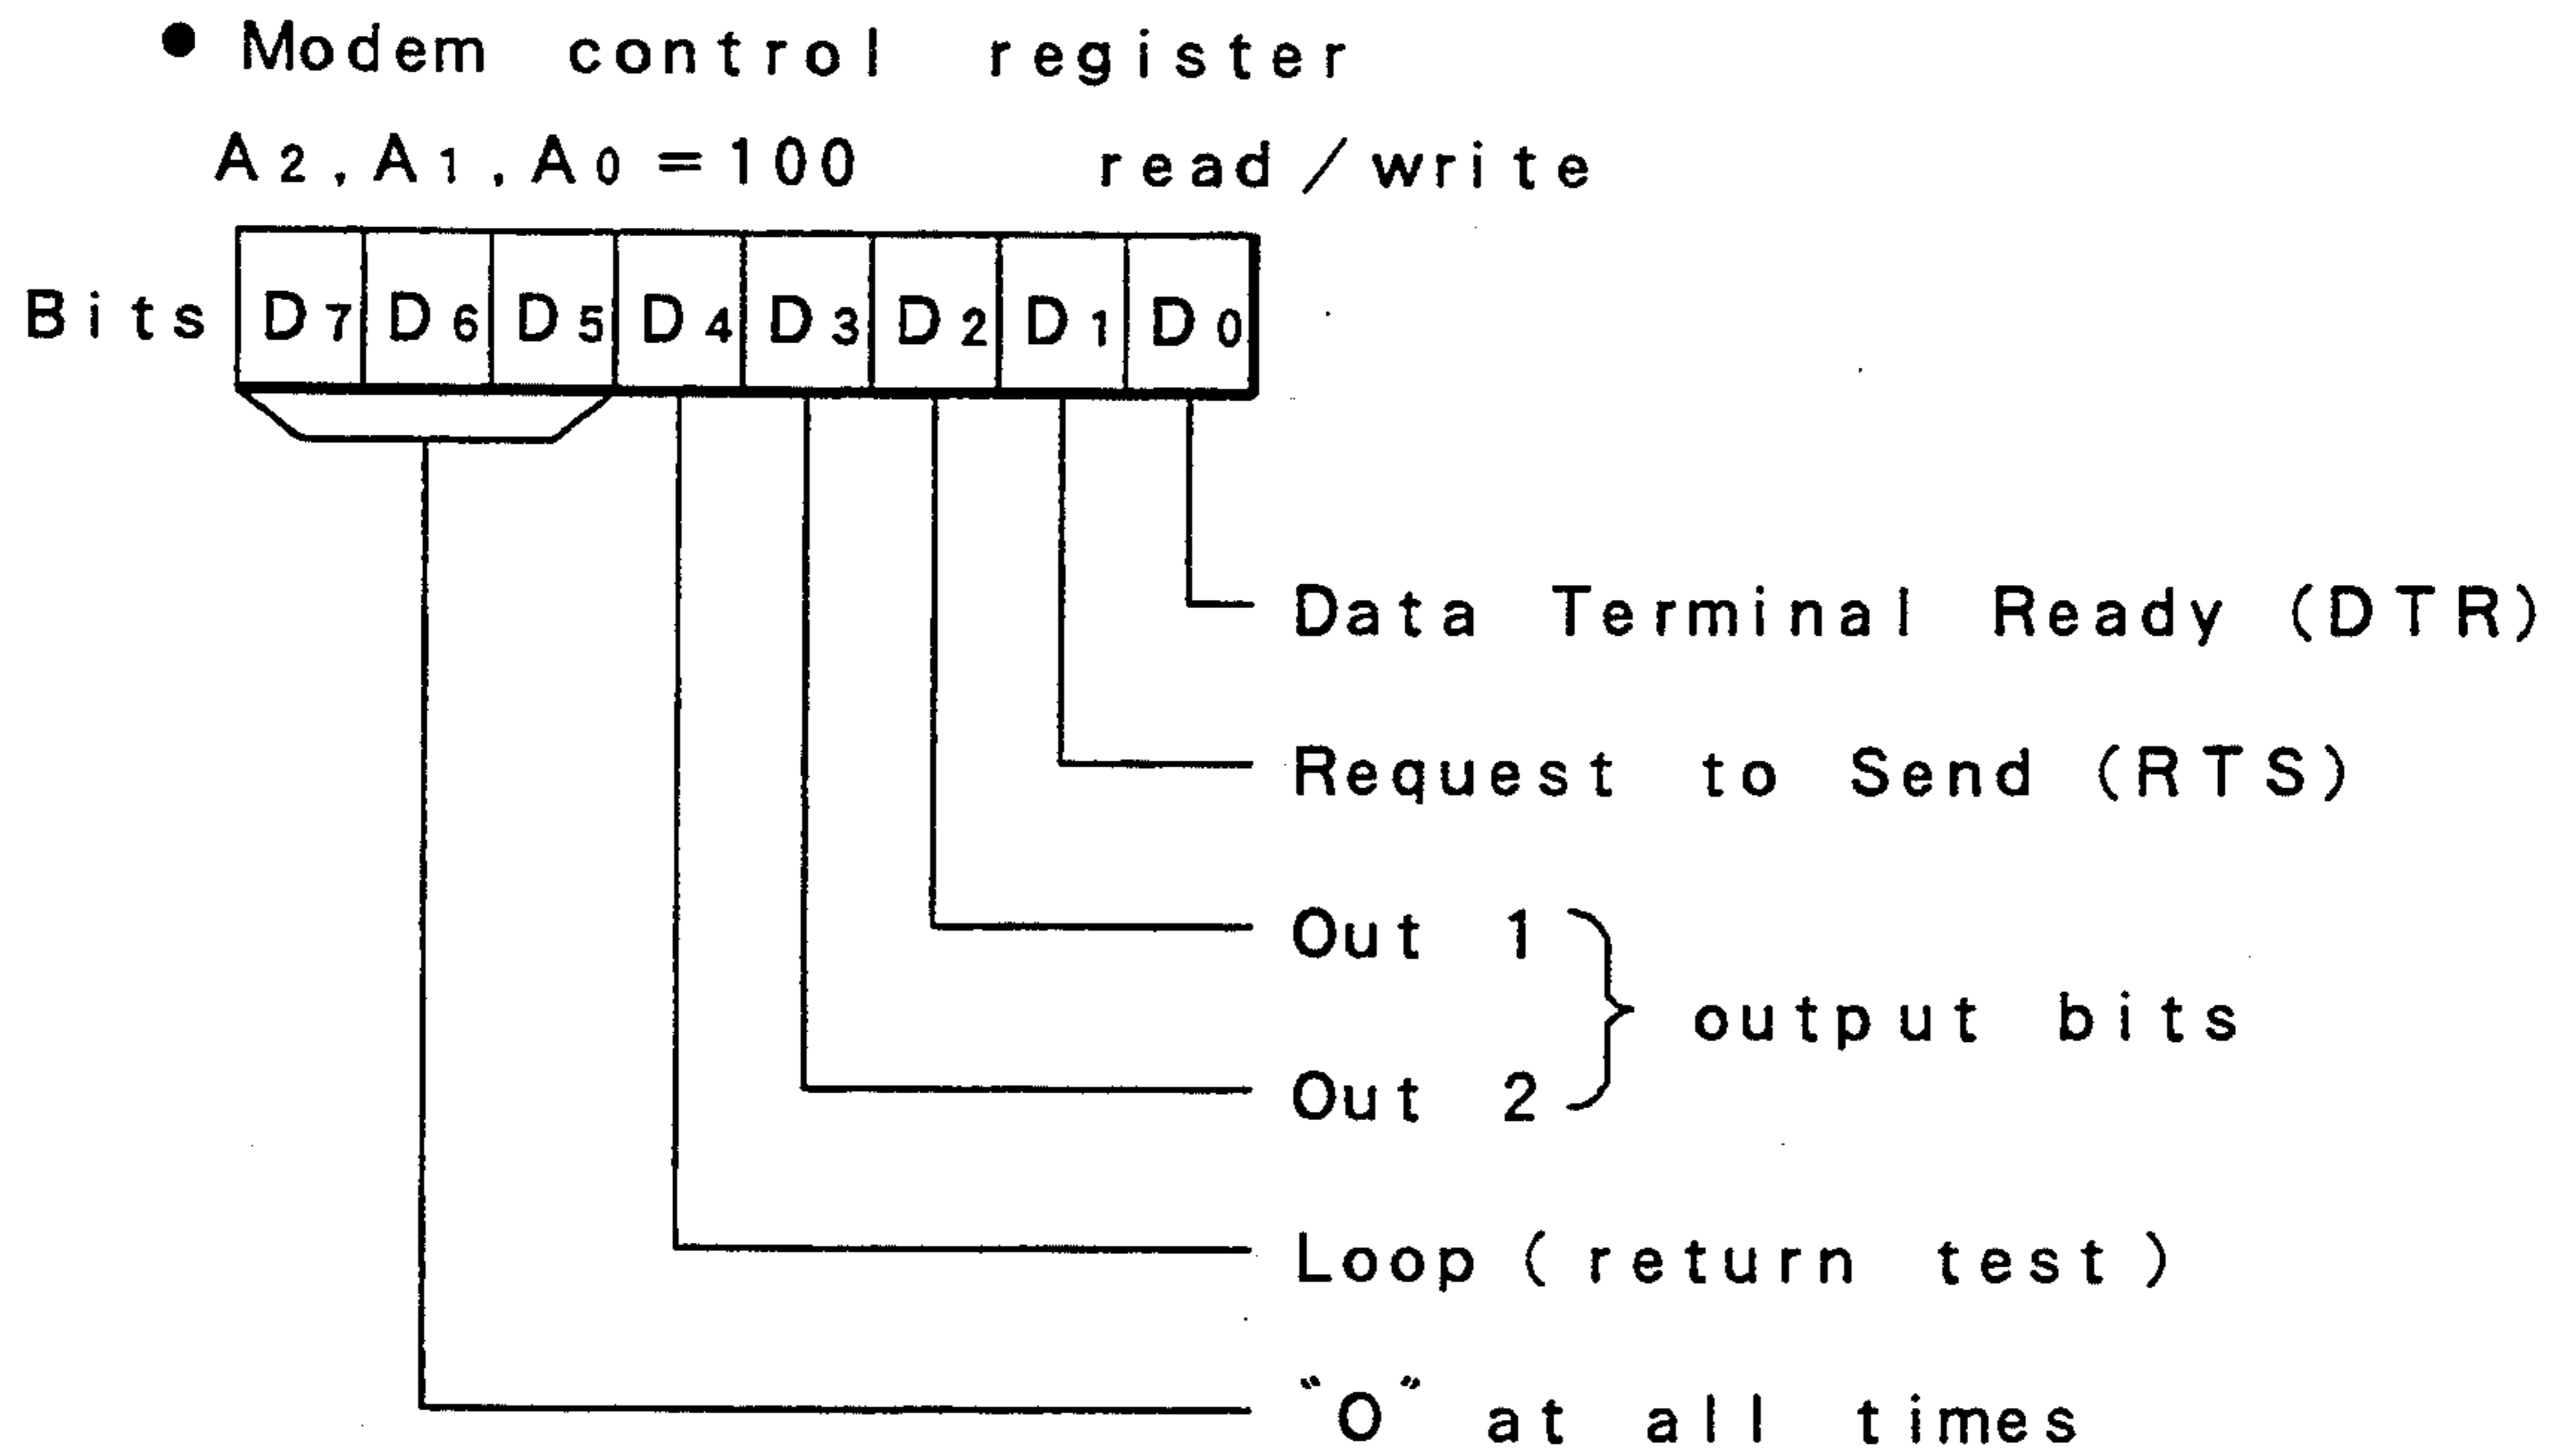 ● Modem control register
A2, A1, A0 = 100 read/write
Bits D7 D6 D5 D4 D3 D2 D1 D0
Data Terminal Ready (DTR)
Request to Send (RTS)
Out 1
output bits
Out 2
Loop (return test)
"0" at all times